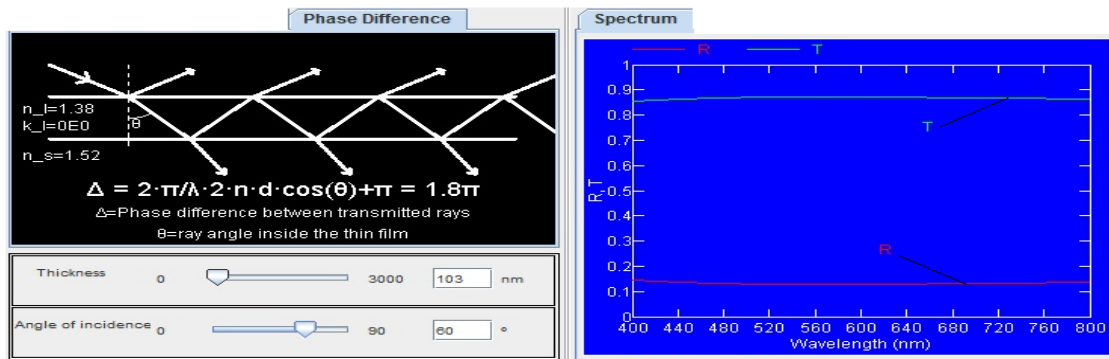 Phase Difference
n_l=1.38
k_l=0E0
θ
n_s=1.52
Δ = 2·π/λ·2·n·d·cos(θ)+π = 1.8π
Δ=Phase difference between transmitted rays
θ=ray angle inside the thin film
Thickness 0 3000 103 nm
Angle of incidence 0 90 60 °
Spectrum
R T
1
0.9
0.8
0.7
0.6
0.5
0.4
0.3
0.2
0.1
R,T
T
R
400 440 480 520 560 600 640 680 720 760 800
Wavelength (nm)